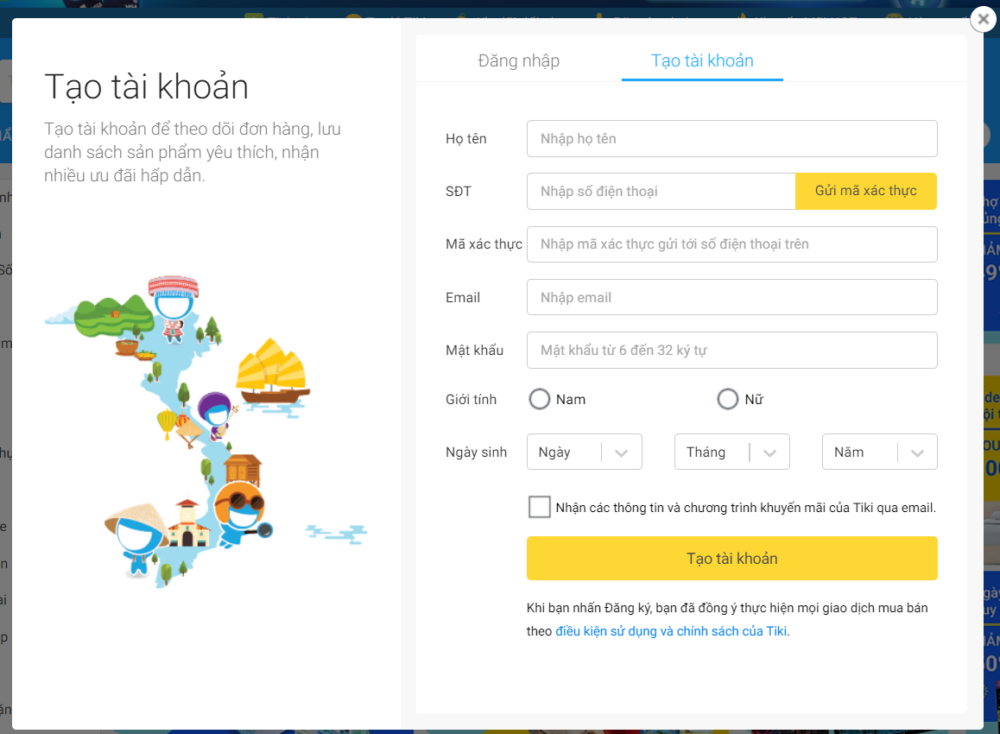 Tạo tài khoản
Tạo tài khoản để theo dõi đơn hàng, lưu
danh sách sản phẩm yêu thích, nhận
nhiều ưu đãi hấp dẫn.
Đăng nhập
Tạo tài khoản
Họ tên
Nhập họ tên
SĐT
Nhập số điện thoại
Gửi mã xác thực
Mã xác thực
Nhập mã xác thực gửi tới số điện thoại trên
Email
Nhập email
Mật khẩu
Mật khẩu từ 6 đến 32 ký tự
Giới tính
Nam
Nữ
Ngày sinh
Ngày
Tháng
Năm
Nhận các thông tin và chương trình khuyến mãi của Tiki qua email.
Tạo tài khoản
Khi bạn nhấn Đăng ký, bạn đã đồng ý thực hiện mọi giao dịch mua bán
theo điều kiện sử dụng và chính sách của Tiki.